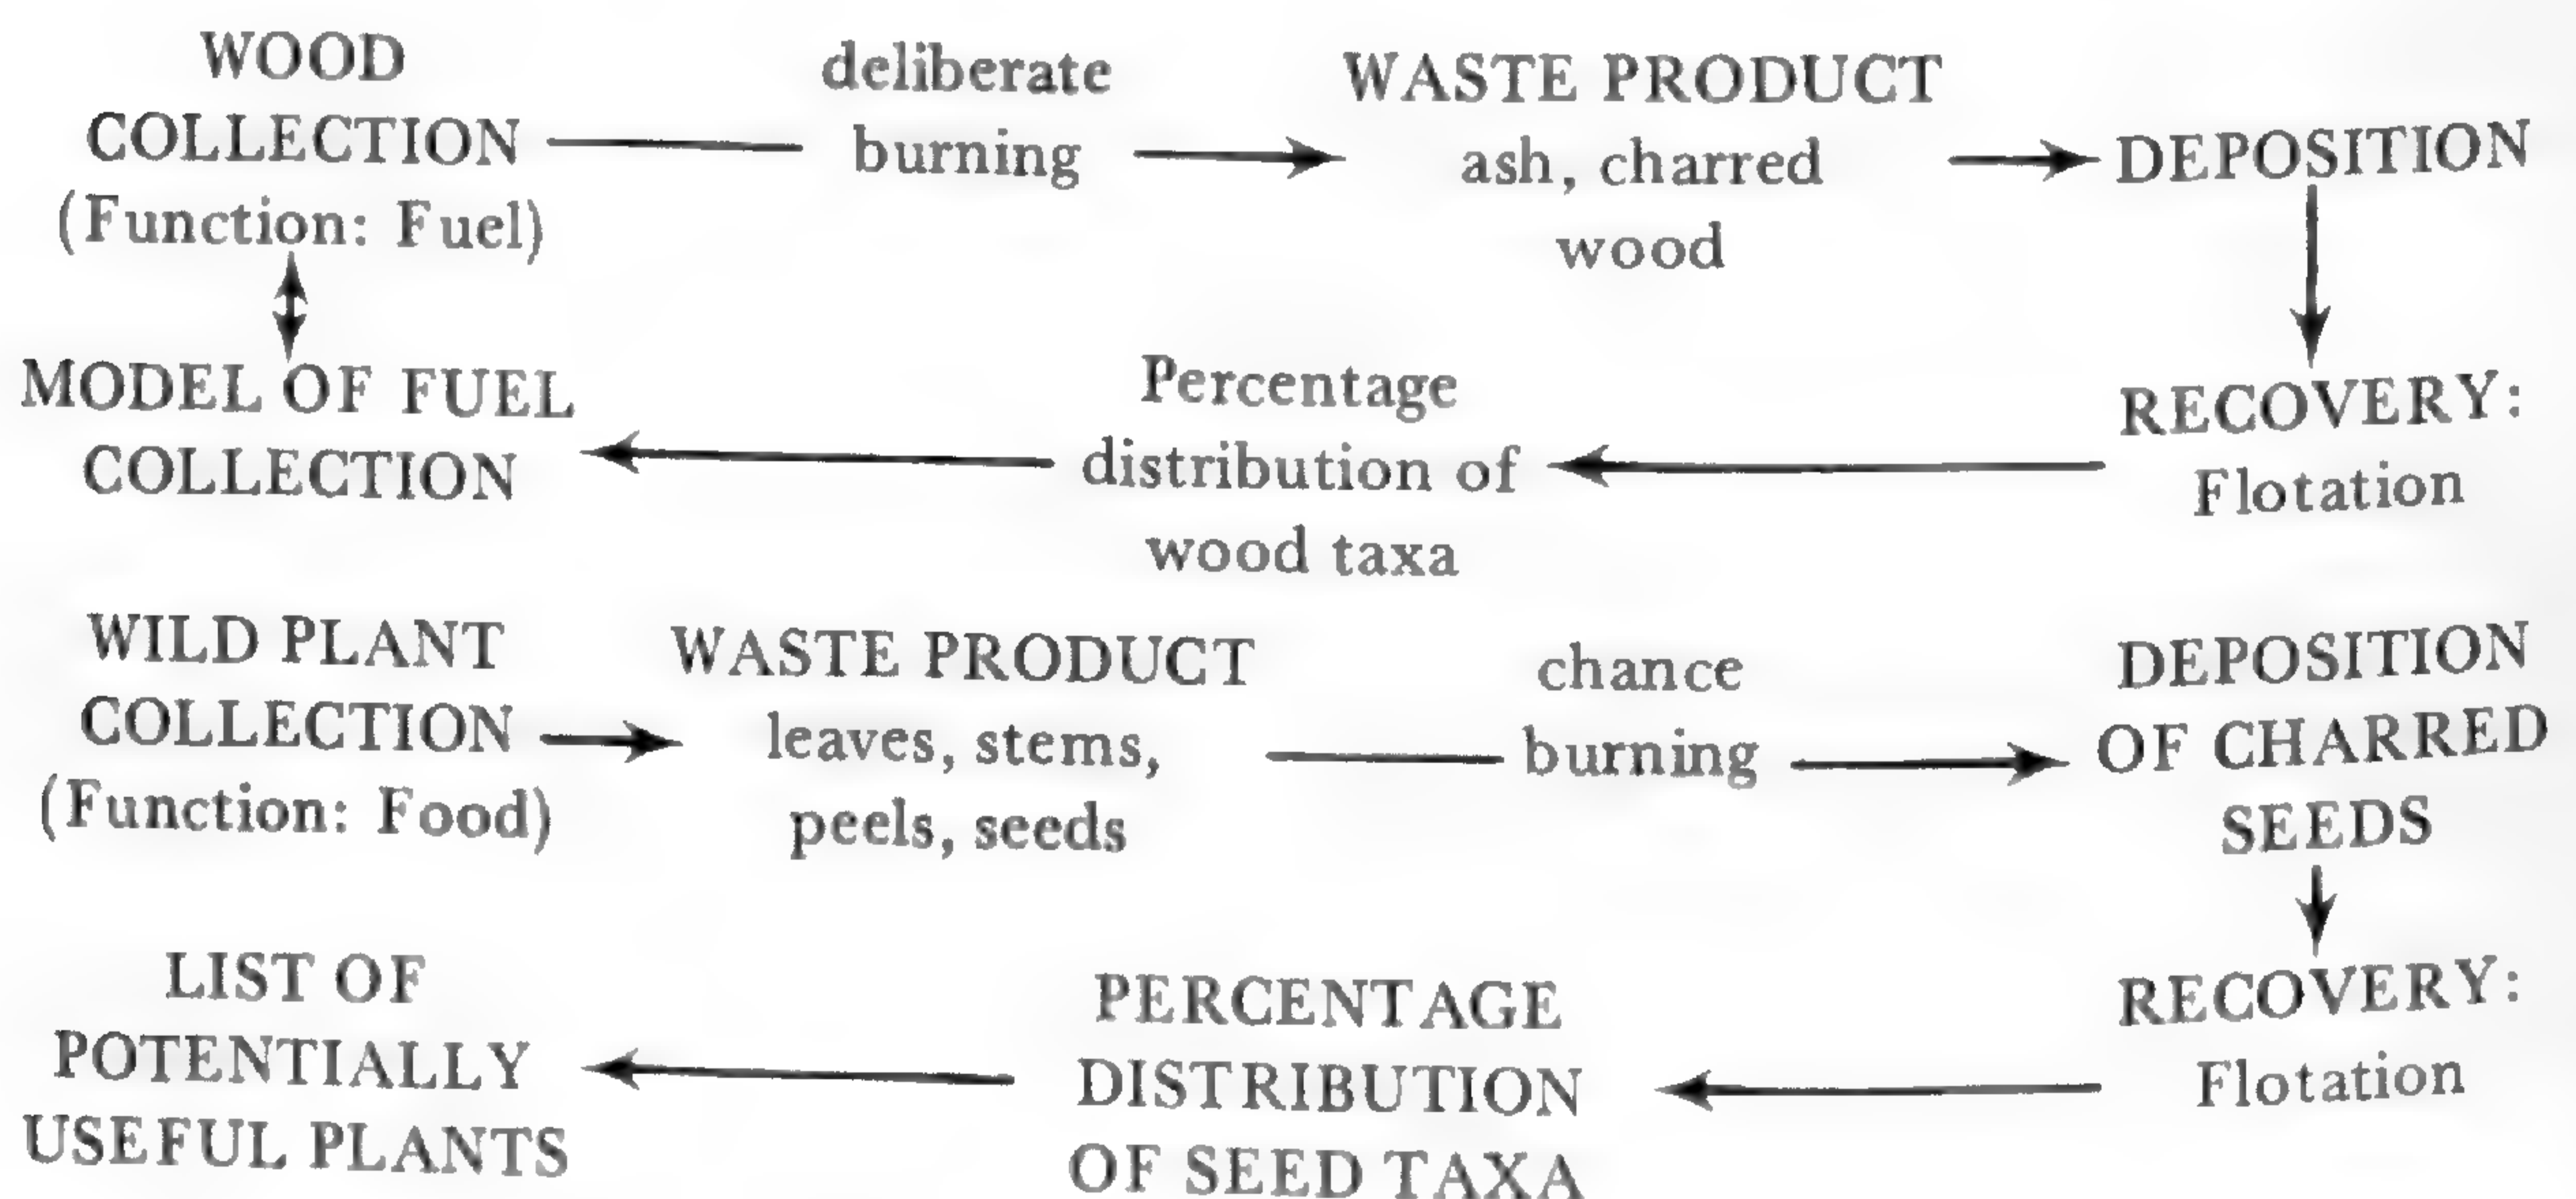 WOOD
COLLECTION
(Function: Fuel)
deliberate
burning
WASTE PRODUCT
ash, charred
wood
DEPOSITION
MODEL OF FUEL
COLLECTION
Percentage
distribution of
wood taxa
RECOVERY:
Flotation
WILD PLANT
COLLECTION
(Function: Food)
WASTE PRODUCT
leaves, stems,
peels, seeds
chance
burning
DEPOSITION
OF CHARRED
SEEDS
LIST OF
POTENTIALLY
USEFUL PLANTS
PERCENTAGE
DISTRIBUTION
OF SEED TAXA
RECOVERY:
Flotation